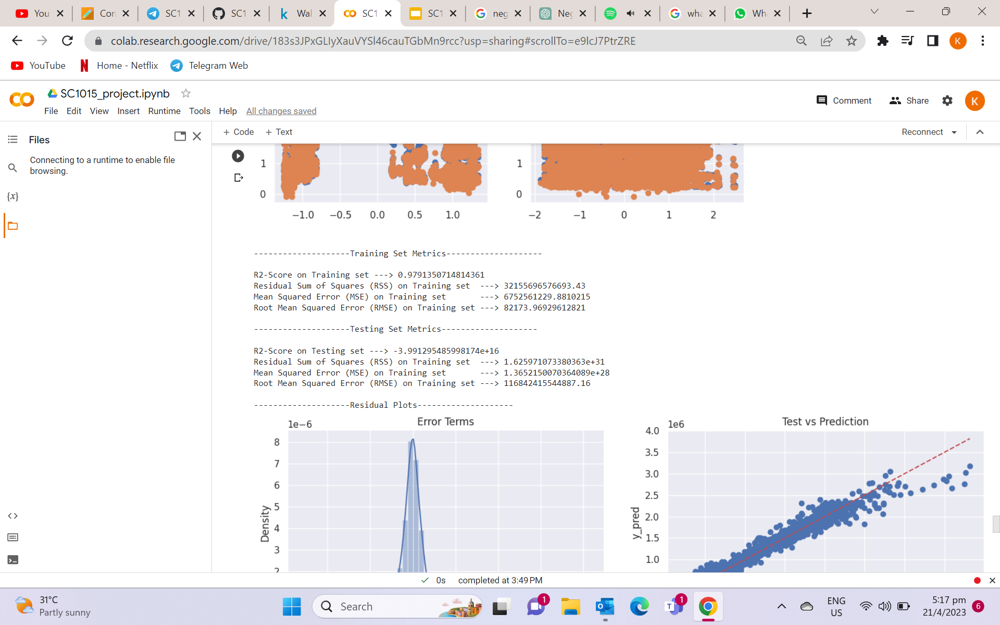 You
Con
SC1
SC1
Wal
SC1
SC1
neg
Neg
wha
Wh
colab.research.google.com/drive/183s3JPxGLIyXauVYSl46cauTGbMn9rcc?usp=sharing#scrollTo=e9lcJ7PtrZRE
K
YouTube
Home - Netflix
Telegram Web
SC1015_project.ipynb
Comment
Share
K
File Edit View Insert Runtime Tools Help All changes saved
Files
+ Code + Text
Reconnect
Connecting to a runtime to enable file
browsing.
{x}
1
0
−1.0 −0.5 0.0 0.5 1.0
1
0
−2 −1 0 1 2
--------------------Training Set Metrics--------------------
R2-Score on Training set ---> 0.9791350714814361
Residual Sum of Squares (RSS) on Training set ---> 32155696576693.43
Mean Squared Error (MSE) on Training set ---> 6752561229.8810215
Root Mean Squared Error (RMSE) on Training set ---> 82173.96929612821
--------------------Testing Set Metrics--------------------
R2-Score on Testing set ---> -3.991295485998174e+16
Residual Sum of Squares (RSS) on Training set ---> 1.625971073380363e+31
Mean Squared Error (MSE) on Training set ---> 1.3652150070364089e+28
Root Mean Squared Error (RMSE) on Training set ---> 116842415544887.16
--------------------Residual Plots--------------------
1e−6
Error Terms
8
7
6
5
4
3
2
Density
1e6
Test vs Prediction
4.0
3.5
3.0
2.5
2.0
1.5
1.0
y_pred
0s completed at 3:49 PM
31°C
Partly sunny
Search
1
1
ENG
US
5:17 pm
21/4/2023
6